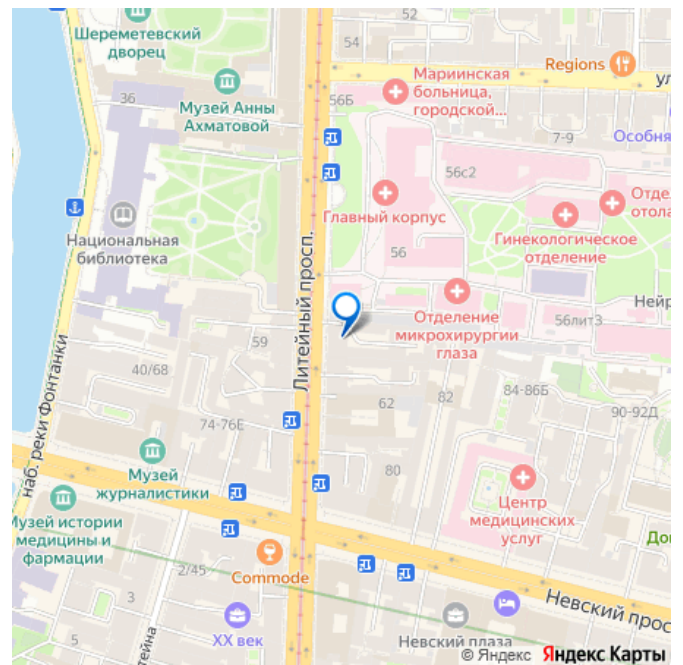 Шереметевский
дворец
54
52
Regions
ул
Мариинская
больница,
городской...
36
Музей Анны
Ахматовой
56Б
7-9
Особня
56с2
Отде
отола
Главный корпус
Национальная
библиотека
Гинекологическое
отделение
56
Литейный просп.
Отделение
микрохирургии
глаза
Нейр
56лит3
59
40/68
наб. реки Фонтанки
74-76Е
62
82
84-86Б
90-92Д
80
Музей
журналистики
Центр
медицинских
услуг
Музей истории
медицины и
фармации
Дог
Commode
2/45
3
5
тейна
XX век
Невский плаза
Невский прос
© Яндекс Яндекс Карты